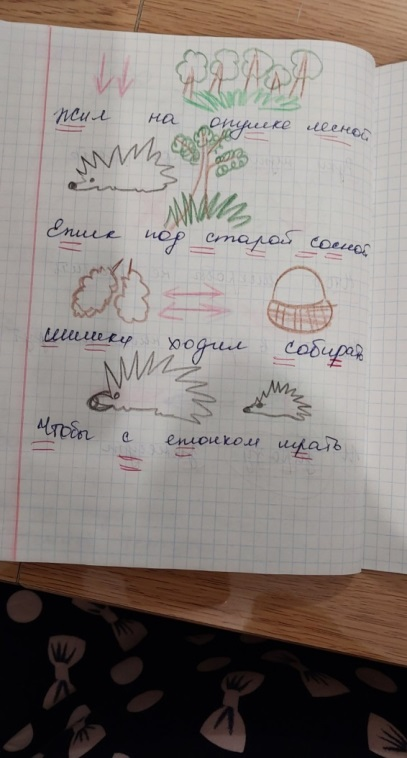 Жил на опушке лесной
Ежик под старой сосной
шишки ходил собирать
Чтобы с ежонком играть